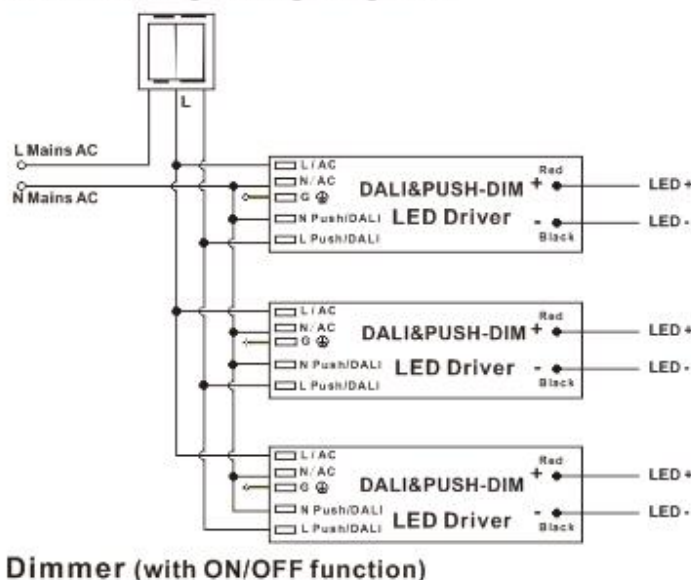 L
L Mains AC
N Mains AC
L/AC
N/AC
G
N Push/DALI
L Push/DALI
DALI&PUSH-DIM
LED Driver
Red
+
-
Black
LED +
LED -
L/AC
N/AC
G
N Push/DALI
L Push/DALI
DALI&PUSH-DIM
LED Driver
Red
+
-
Black
LED +
LED -
L/AC
N/AC
G
N Push/DALI
L Push/DALI
DALI&PUSH-DIM
LED Driver
Red
+
-
Black
LED +
LED -
Dimmer (with ON/OFF function)